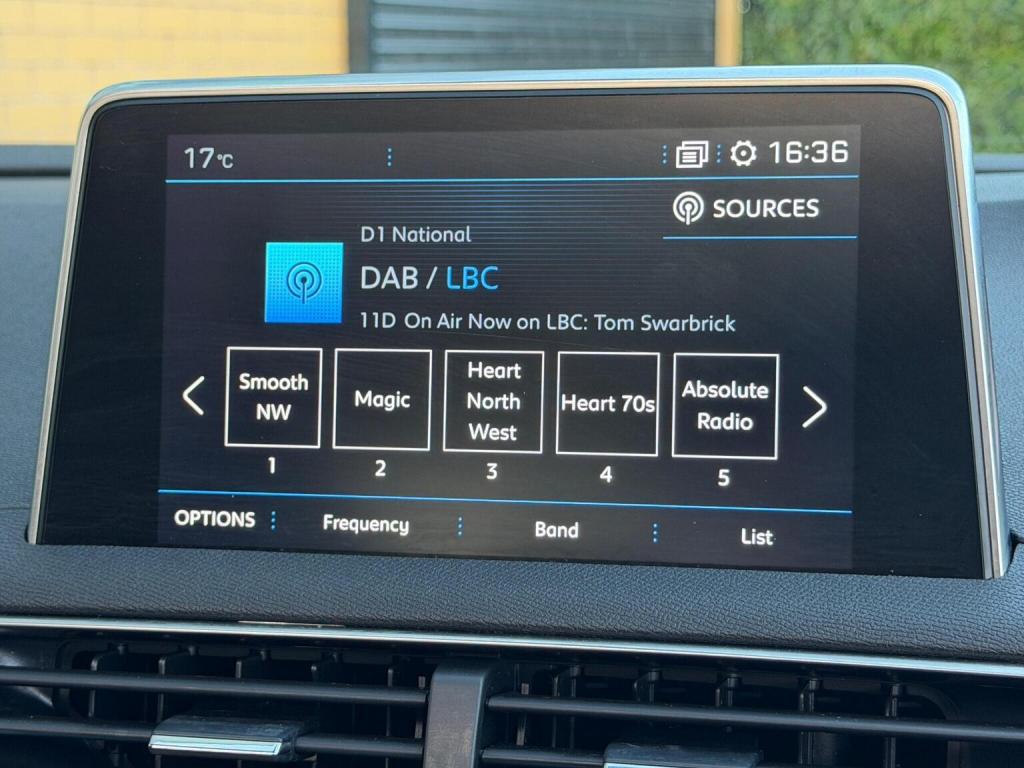 17°C
16:36
SOURCES
D1 National
DAB / LBC
11D On Air Now on LBC: Tom Swarbrick
Smooth
NW
Magic
Heart
North
West
Heart 70s
Absolute
Radio
1 2 3 4 5
OPTIONS Frequency Band List